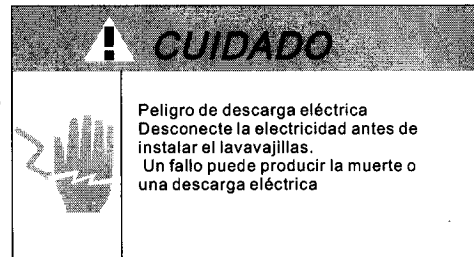 CUIDADO
Peligro de descarga eléctrica
Desconecte la electricidad antes de
instalar el lavavajillas.
Un fallo puede producir la muerte o
una descarga eléctrica